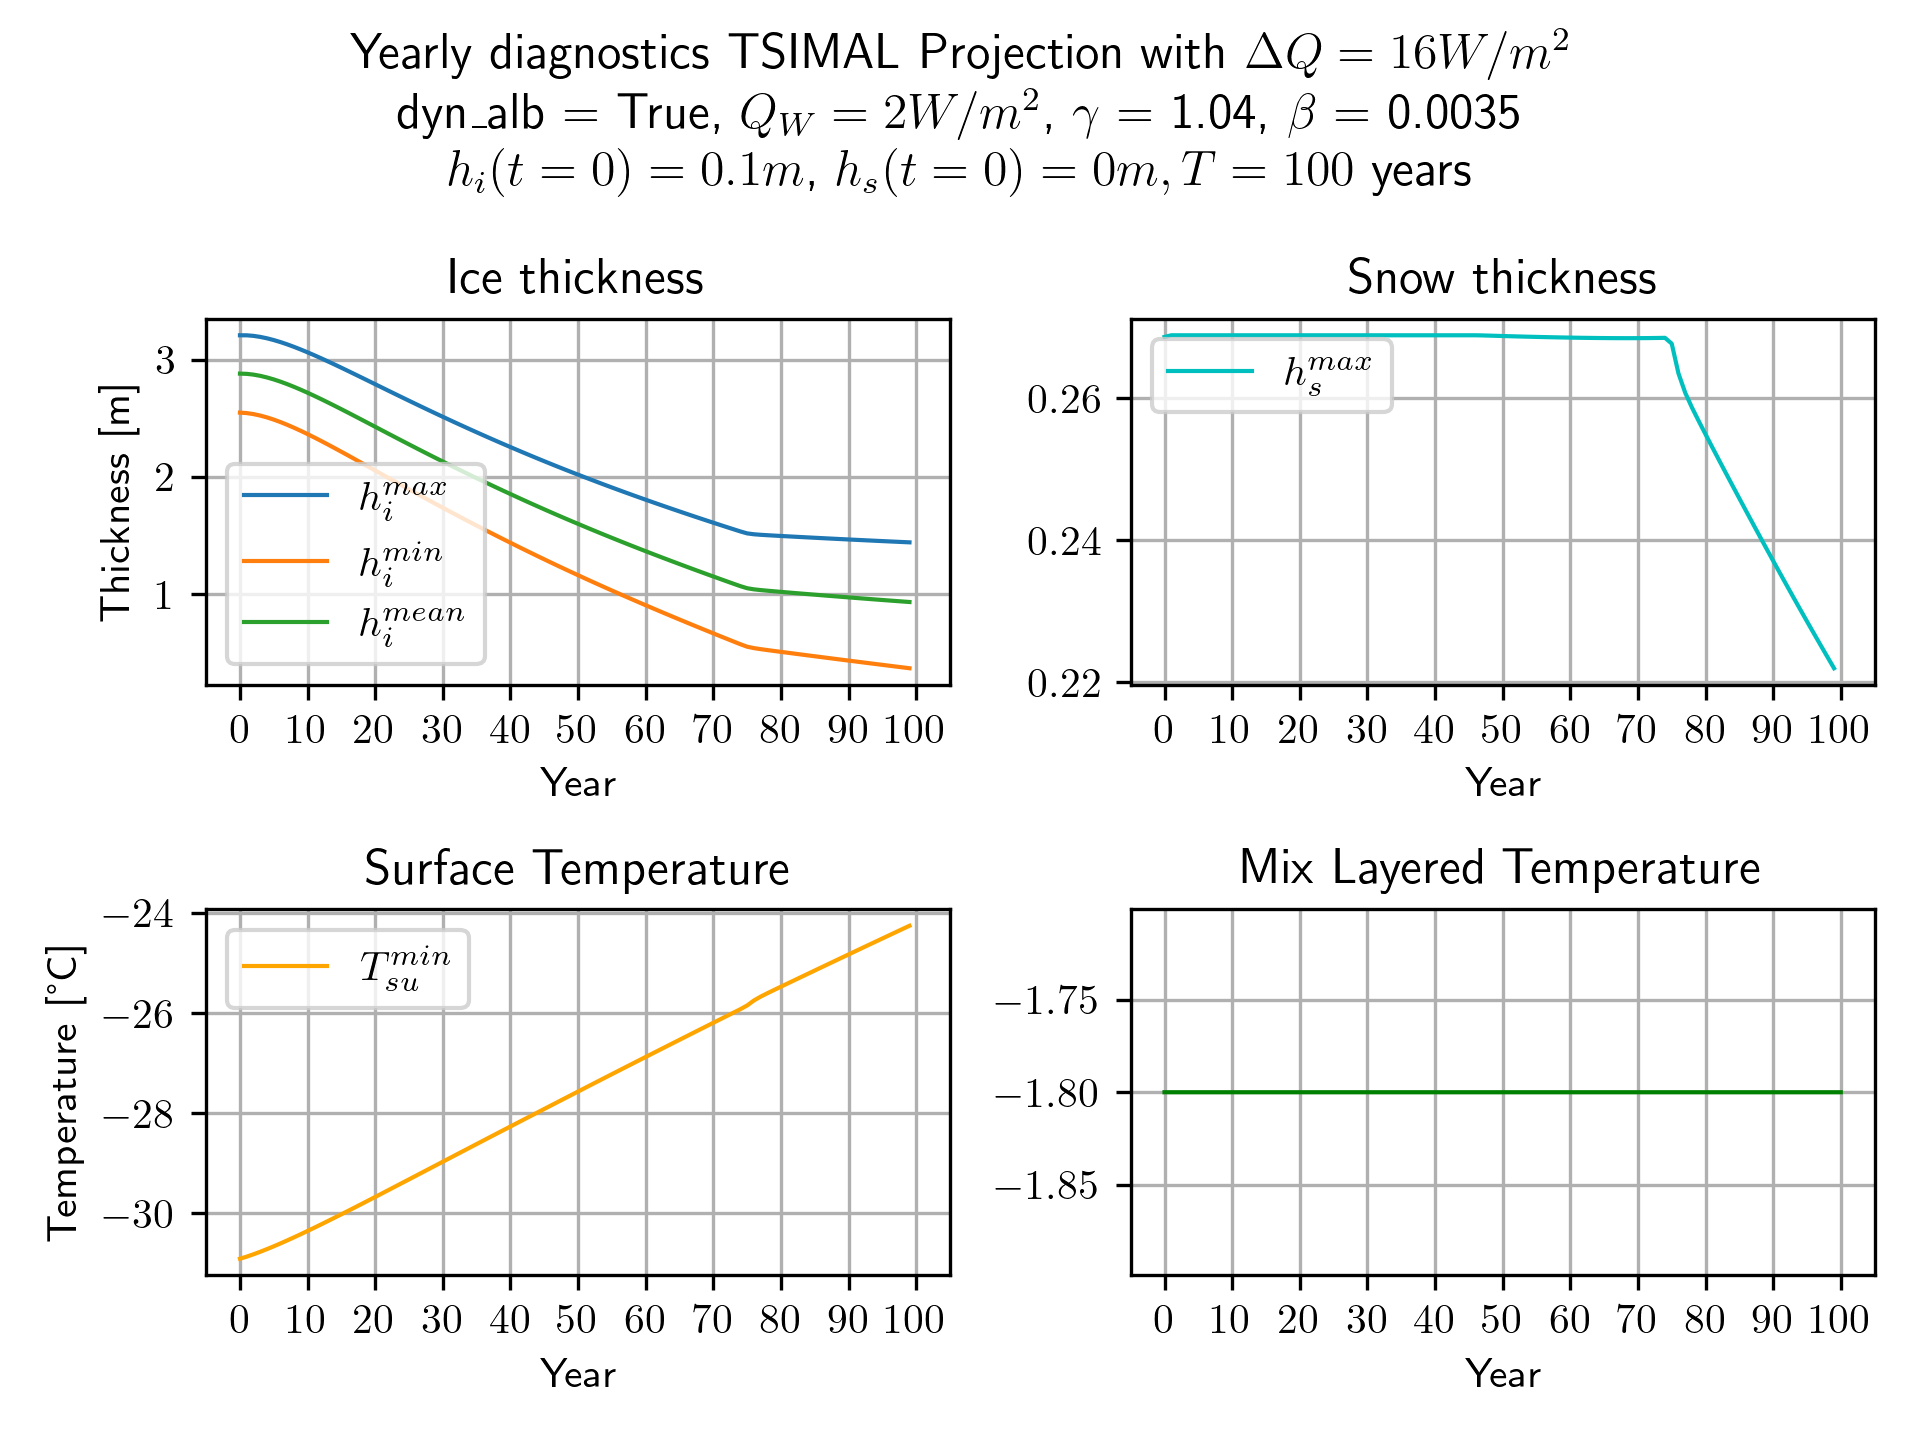 Yearly diagnostics TSIMAL Projection with ΔQ = 16W/m²
dyn_alb = True, Q_W = 2W/m², γ = 1.04, β = 0.0035
h_i(t = 0) = 0.1m, h_s(t = 0) = 0m, T = 100 years
Ice thickness
Thickness [m]
3
2
1
h_i^{max}
h_i^{min}
h_i^{mean}
0 10 20 30 40 50 60 70 80 90 100
Year
Snow thickness
h_s^{max}
0.26
0.24
0.22
0 10 20 30 40 50 60 70 80 90 100
Year
Surface Temperature
Temperature [°C]
−24
−26
−28
−30
T_{su}^{min}
0 10 20 30 40 50 60 70 80 90 100
Year
Mix Layered Temperature
−1.75
−1.80
−1.85
0 10 20 30 40 50 60 70 80 90 100
Year